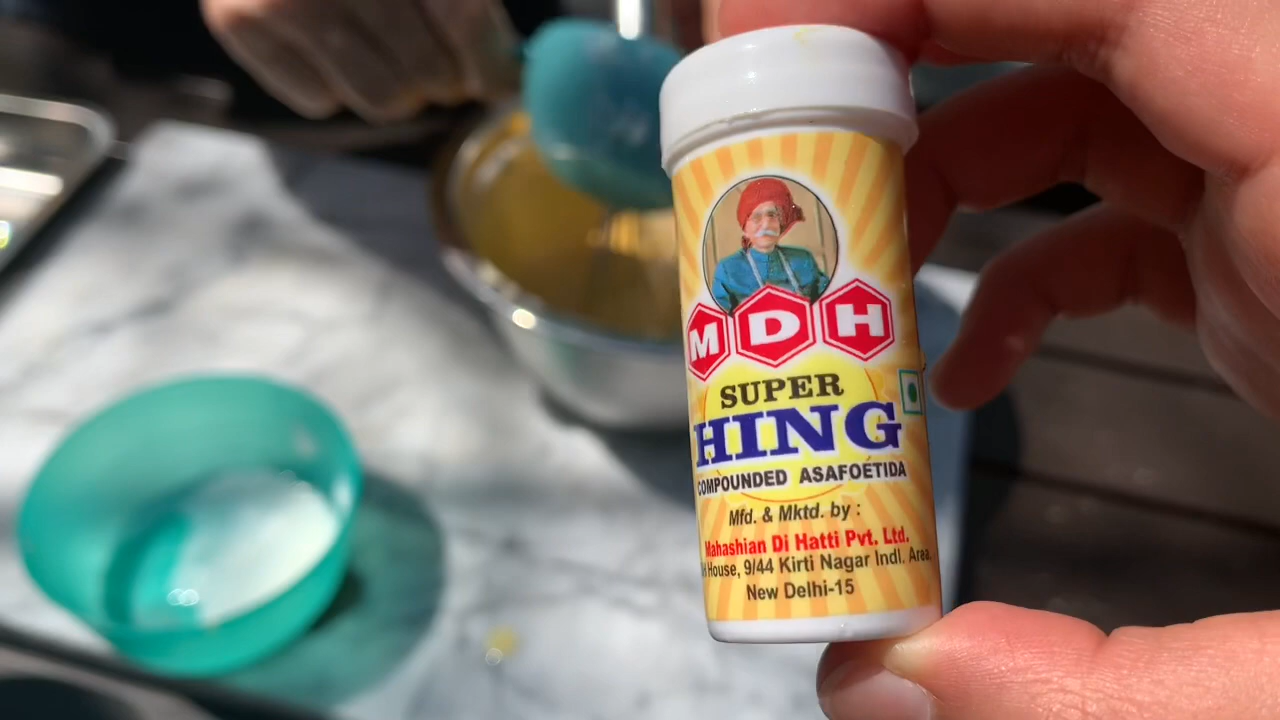 MDH
SUPER
HING
COMPOUNDED ASAFOETIDA
Mfd. & Mktd. by :
Mahashian Di Hatti Pvt. Ltd.
House, 9/44 Kirti Nagar Indl. Area,
New Delhi-15